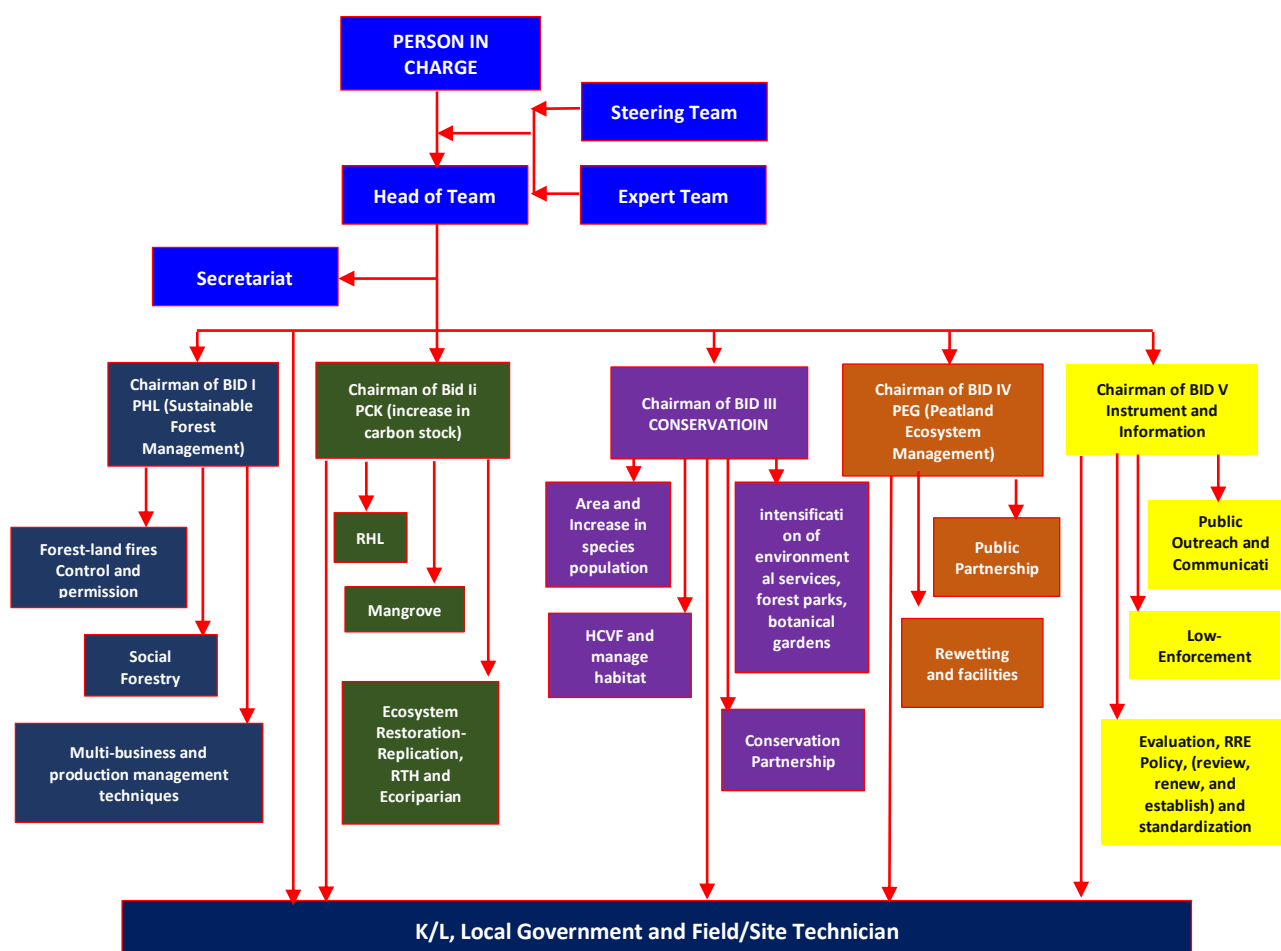 PERSON IN
CHARGE
Steering Team
Head of Team
Expert Team
Secretariat
Chairman of BID I
PHL (Sustainable
Forest
Management)
Chairman of Bid Ii
PCK (increase in
carbon stock)
Chairman of BID III
CONSERVATIOIN
Chairman of BID IV
PEG (Peatland
Ecosystem
Management)
Chairman of BID V
Instrument and
Information
Forest-land fires
Control and
permission
Social
Forestry
Multi-business and
production management
techniques
RHL
Mangrove
Ecosystem
Restoration-
Replication,
RTH and
Ecoriparian
Area and
Increase in
species
population
HCVF and
manage
habitat
intensificati
on of
environment
al services,
forest parks,
botanical
gardens
Conservation
Partnership
Public
Partnership
Rewetting
and facilities
Public
Outreach and
Communicati
Low-
Enforcement
Evaluation, RRE
Policy, (review,
renew, and
establish) and
standardization
K/L, Local Government and Field/Site Technician